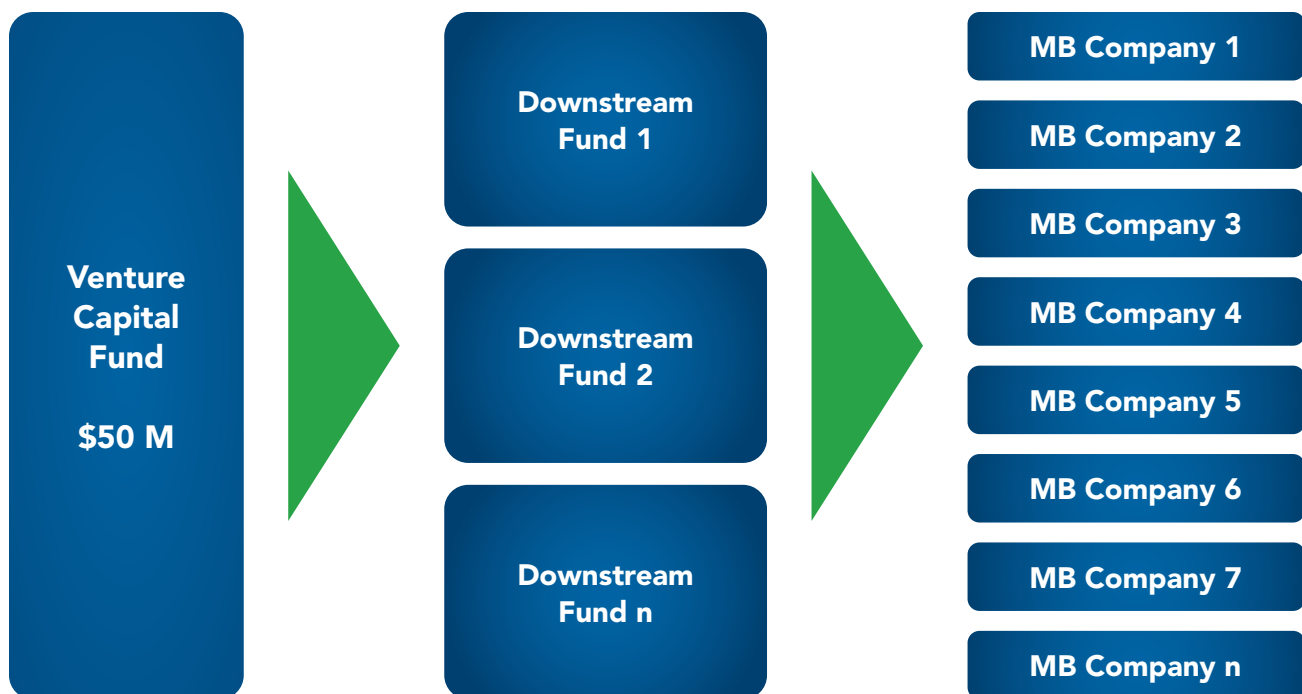 Venture
Capital
Fund
$50 M
Downstream
Fund 1
Downstream
Fund 2
Downstream
Fund n
MB Company 1
MB Company 2
MB Company 3
MB Company 4
MB Company 5
MB Company 6
MB Company 7
MB Company n